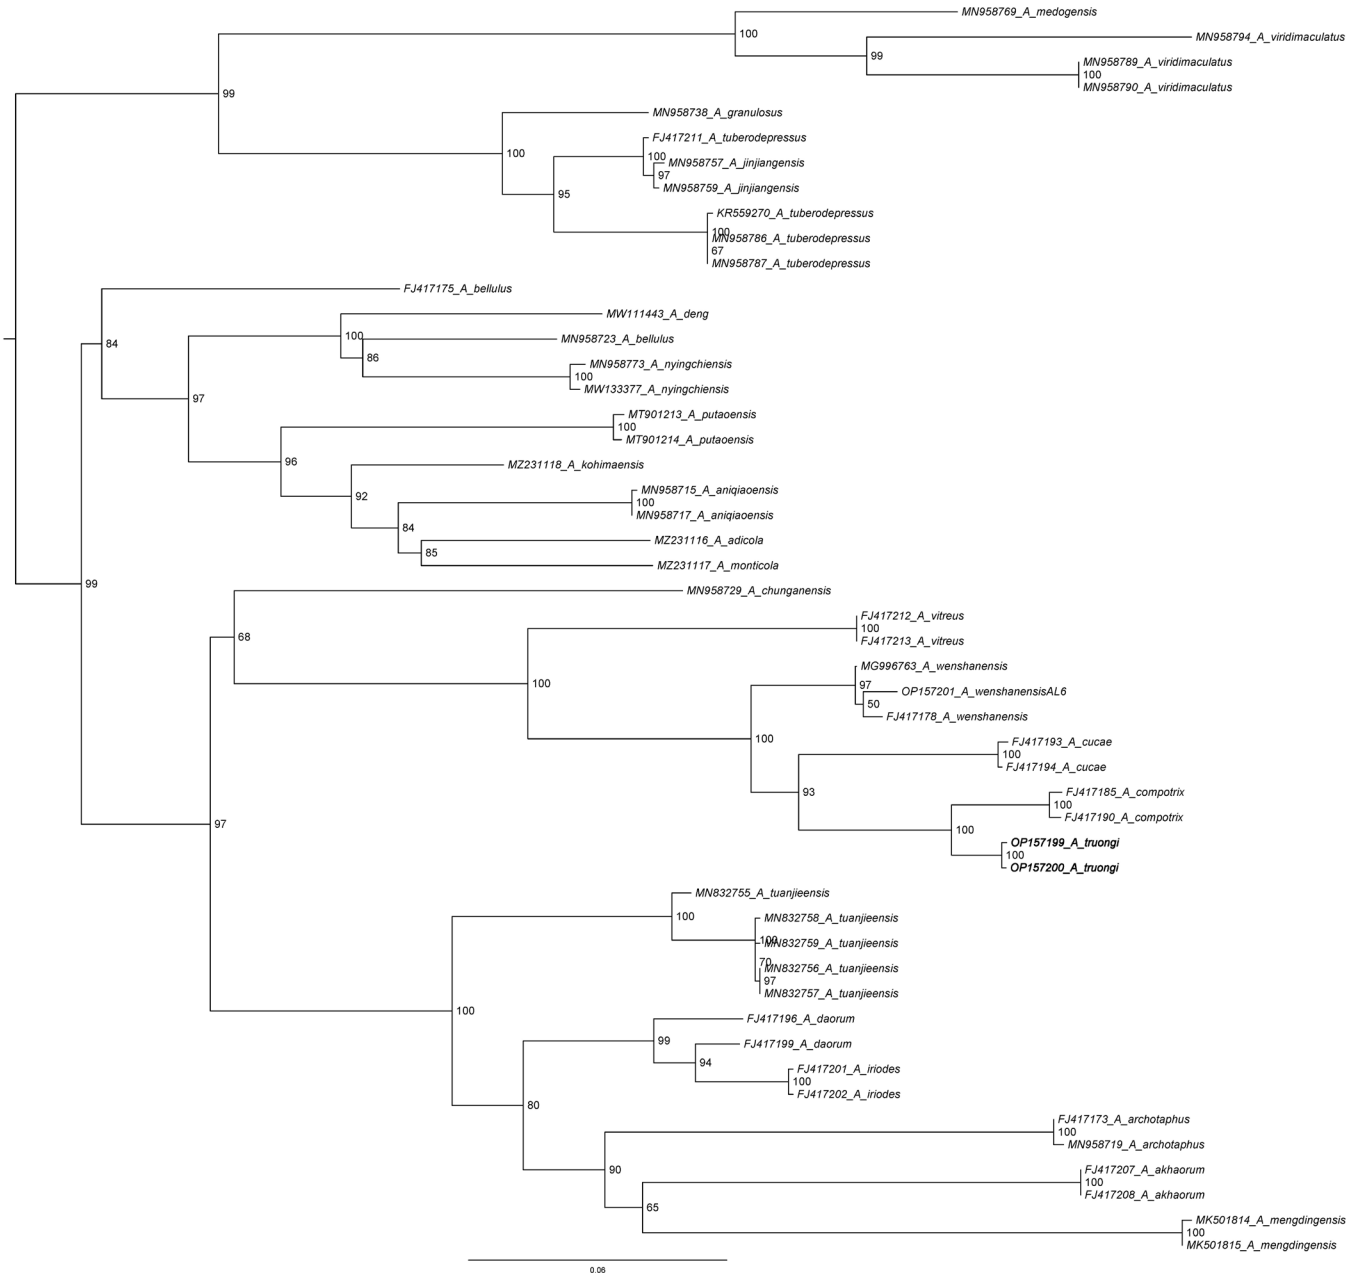 MN958769_A_medogensis
100
MN958794_A_viridimaculatus
99
MN958789_A_viridimaculatus
100
MN958790_A_viridimaculatus
99
MN958738_A_granulosus
FJ417211_A_tuberodepressus
100
100
MN958757_A_jinjiangensis
97
MN958759_A_jinjiangensis
95
KR559270_A_tuberodepressus
100
MN958786_A_tuberodepressus
67
MN958787_A_tuberodepressus
FJ417175_A_bellulus
MW111443_A_deng
100
MN958723_A_bellulus
84
86
MN958773_A_nyingchiensis
100
MW133377_A_nyingchiensis
97
MT901213_A_putaoensis
100
MT901214_A_putaoensis
96
MZ231118_A_kohimaensis
MN958715_A_aniqiaoensis
92
100
MN958717_A_aniqiaoensis
84
MZ231116_A_adicola
85
MZ231117_A_monticola
99
MN958729_A_chunganensis
FJ417212_A_vitreus
100
68
FJ417213_A_vitreus
MG996763_A_wenshanensis
100
97
OP157201_A_wenshanensisAL6
50
FJ417178_A_wenshanensis
100
FJ417193_A_cucae
100
FJ417194_A_cucae
93
FJ417185_A_compotrix
100
FJ417190_A_compotrix
97
100
OP157199_A_truongi
100
OP157200_A_truongi
MN832755_A_tuanjieensis
100
MN832758_A_tuanjieensis
100
MN832759_A_tuanjieensis
70
MN832756_A_tuanjieensis
97
MN832757_A_tuanjieensis
100
FJ417196_A_daorum
99
FJ417199_A_daorum
94
FJ417201_A_iriodes
100
FJ417202_A_iriodes
80
FJ417173_A_archotaphus
100
MN958719_A_archotaphus
90
FJ417207_A_akhaorum
100
FJ417208_A_akhaorum
65
MK501814_A_mengdingensis
100
MK501815_A_mengdingensis
0.06